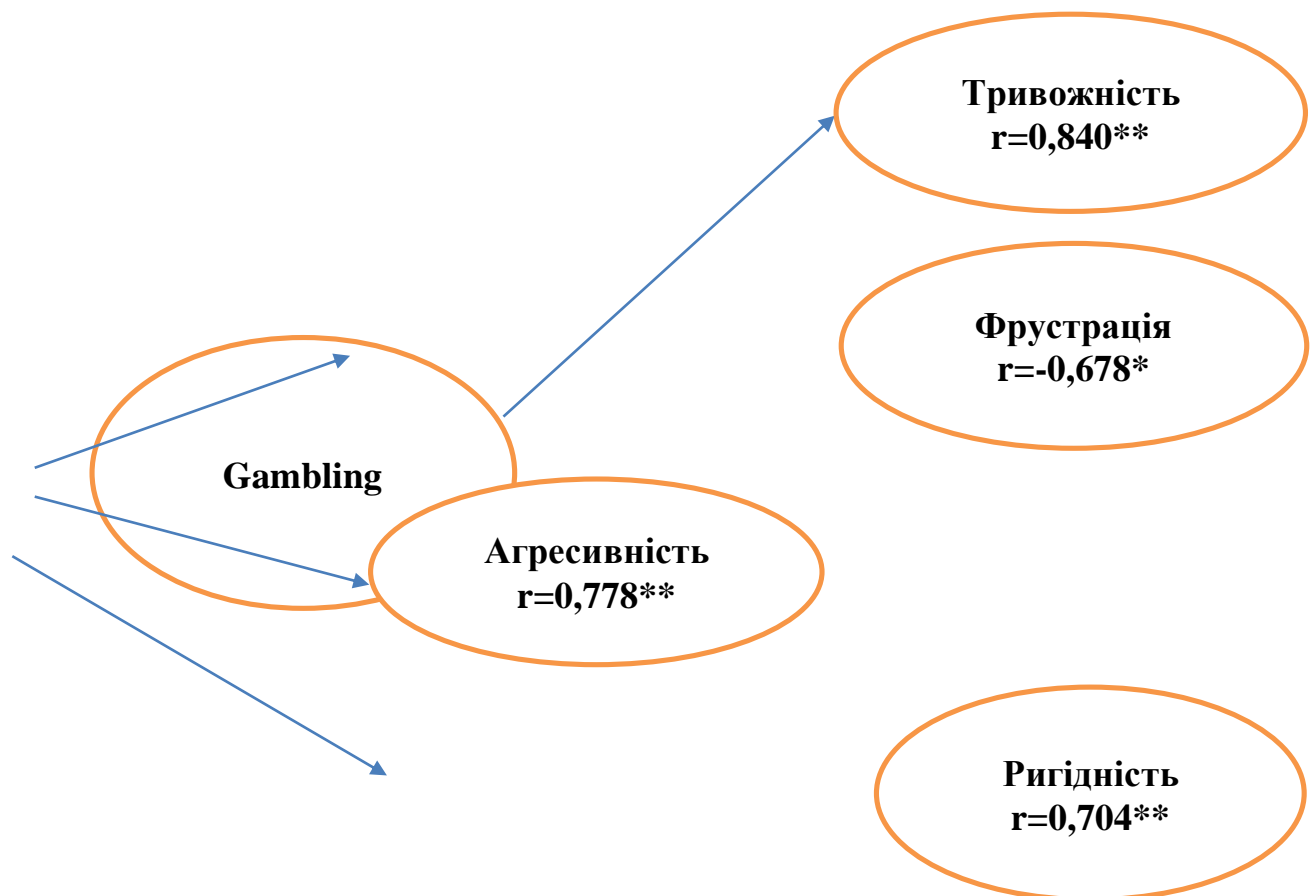 Тривожність
r=0,840**
Фрустрація
r=-0,678*
Gambling
Агресивність
r=0,778**
Ригідність
r=0,704**